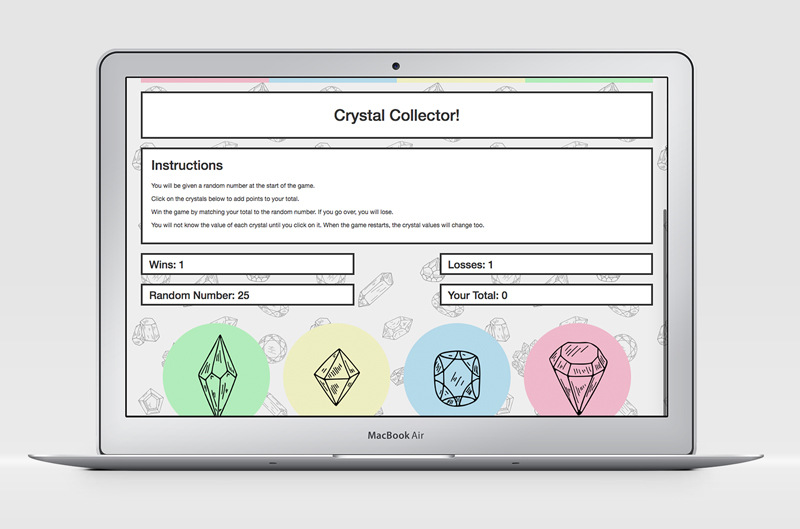 Crystal Collector!
Instructions
You will be given a random number at the start of the game.
Click on the crystals below to add points to your total.
Win the game by matching your total to the random number. If you go over, you will lose.
You will not know the value of each crystal until you click on it. When the game restarts, the crystal values will change too.
Wins: 1
Losses: 1
Random Number: 25
Your Total: 0
MacBook Air